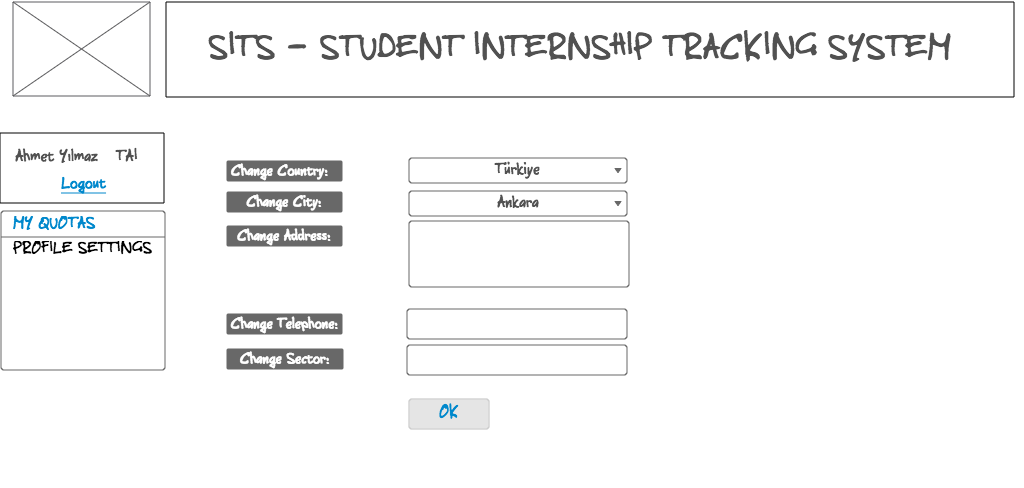 SITS - STUDENT INTERNSHIP TRACKING SYSTEM
Ahmet Yılmaz TAI
Logout
MY QUOTAS
PROFILE SETTINGS
Change Country: Türkiye
Change City: Ankara
Change Address:
Change Telephone:
Change Sector:
OK